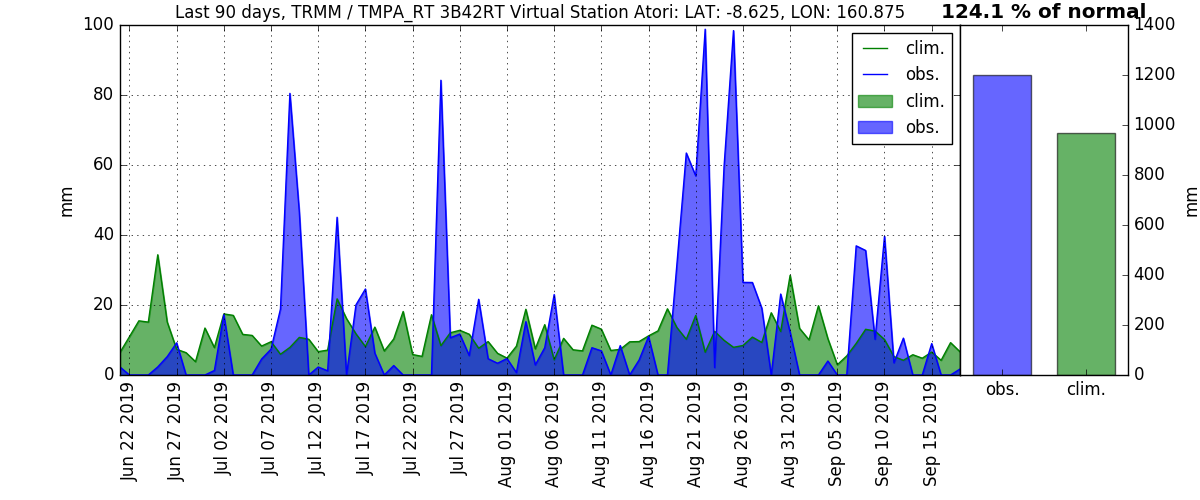 Last 90 days, TRMM / TMPA_RT 3B42RT Virtual Station Atori: LAT: -8.625, LON: 160.875
124.1 % of normal
100
80
60
40
20
0
mm
clim.
obs.
clim.
obs.
1400
1200
1000
800
600
400
200
0
mm
obs.
clim.
Jun 22 2019
Jun 27 2019
Jul 02 2019
Jul 07 2019
Jul 12 2019
Jul 17 2019
Jul 22 2019
Jul 27 2019
Aug 01 2019
Aug 06 2019
Aug 11 2019
Aug 16 2019
Aug 21 2019
Aug 26 2019
Aug 31 2019
Sep 05 2019
Sep 10 2019
Sep 15 2019